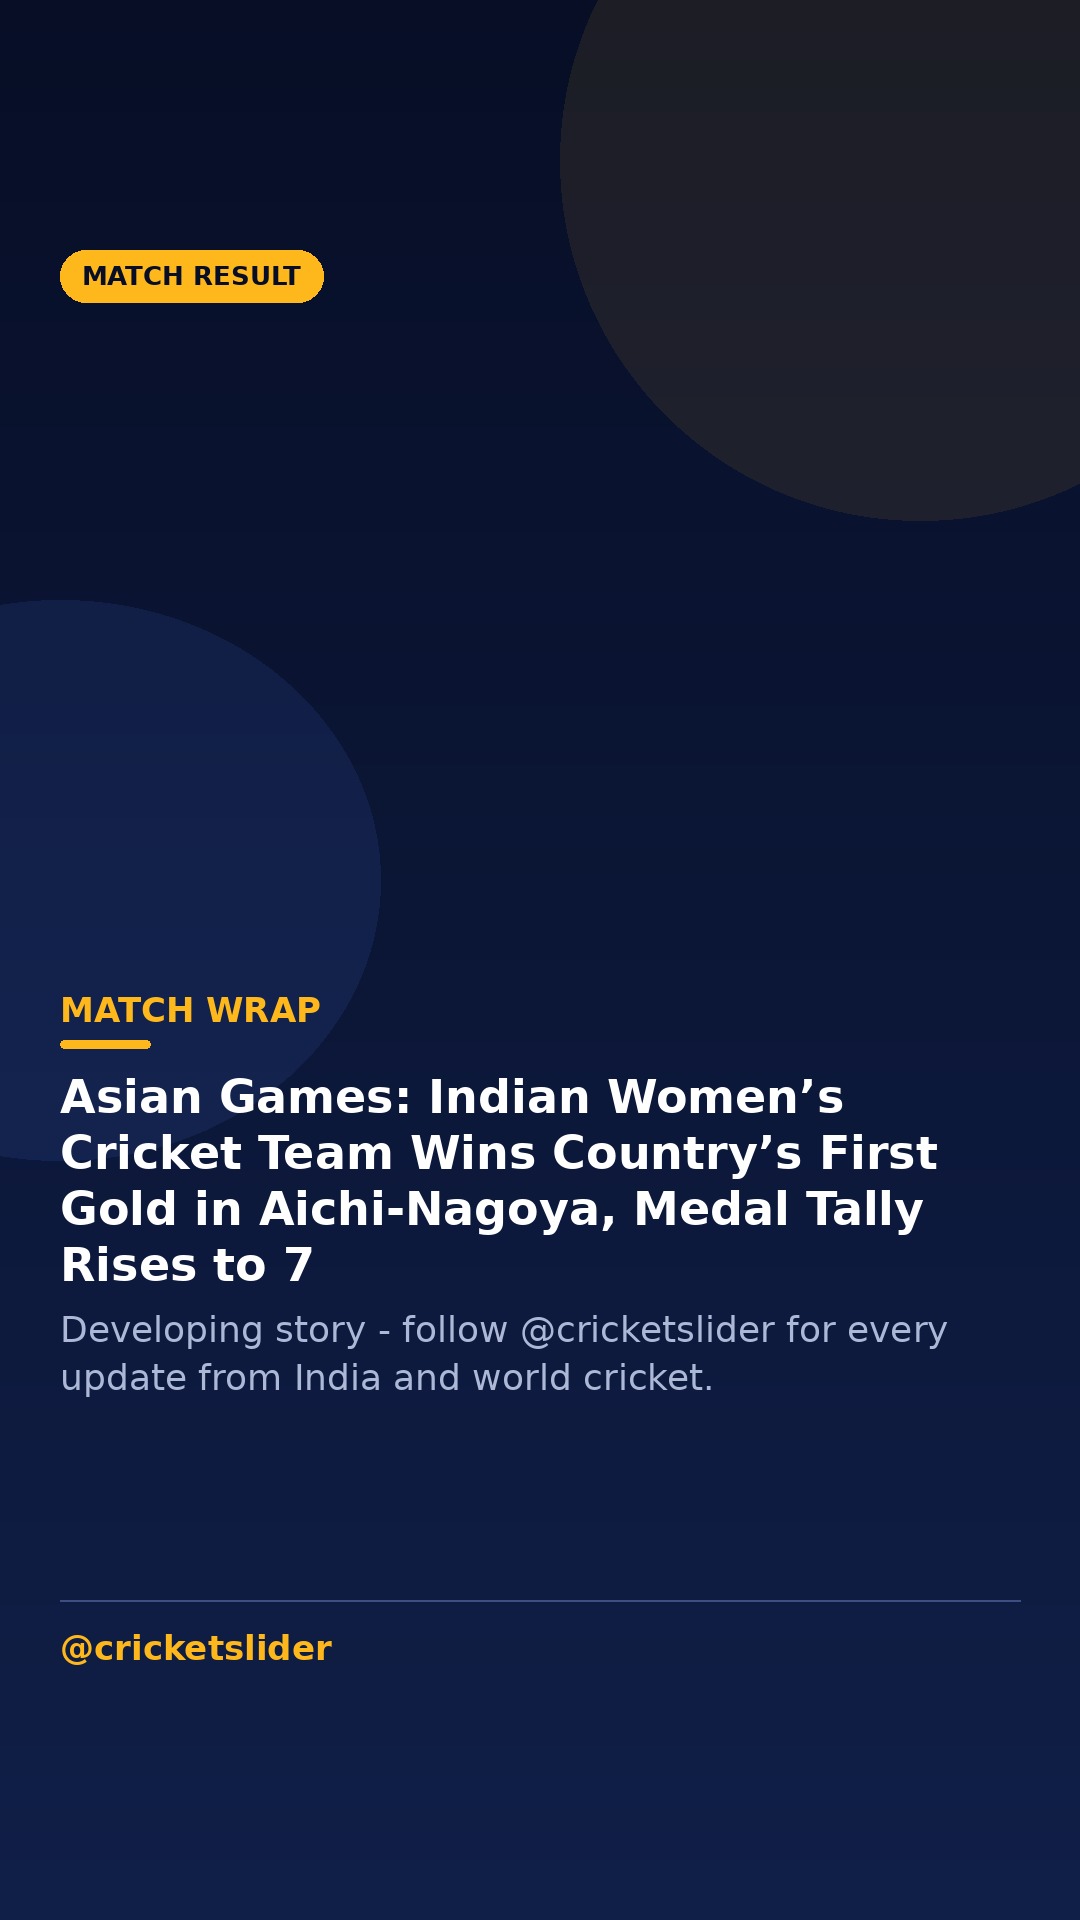 MATCH RESULT
MATCH WRAP
Asian Games: Indian Women’s
Cricket Team Wins Country’s First
Gold in Aichi-Nagoya, Medal Tally
Rises to 7
Developing story - follow @cricketslider for every
update from India and world cricket.
@cricketslider